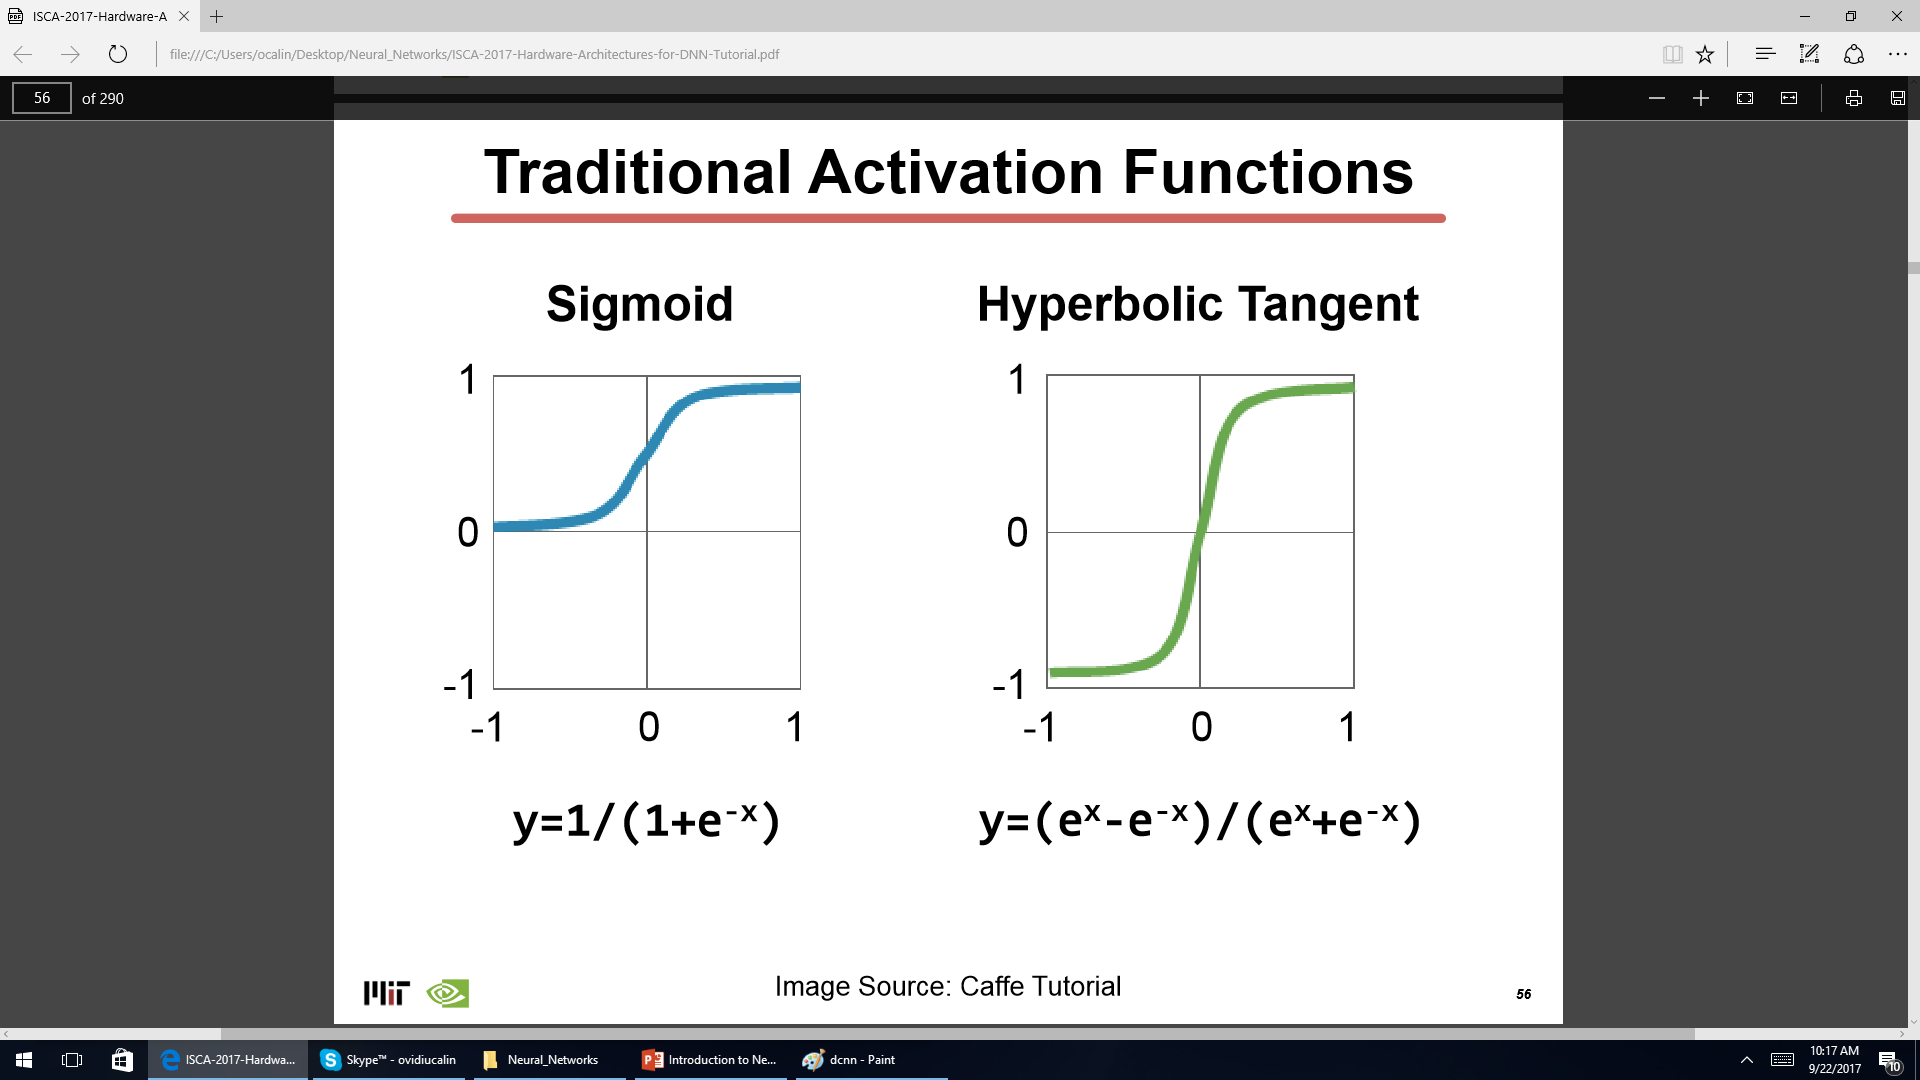 ISCA-2017-Hardware-A
file:///C:/Users/ocalin/Desktop/Neural_Networks/ISCA-2017-Hardware-Architectures-for-DNN-Tutorial.pdf
56 of 290
Traditional Activation Functions
Sigmoid
1
0
-1
-1 0 1
y=1/(1+e⁻ˣ)
Hyperbolic Tangent
1
0
-1
-1 0 1
y=(eˣ-e⁻ˣ)/(eˣ+e⁻ˣ)
MIT
Image Source: Caffe Tutorial
56
ISCA-2017-Hardwa...
Skype™ - ovidiucalin
Neural_Networks
Introduction to Ne...
dcnn - Paint
10:17 AM
9/22/2017
10